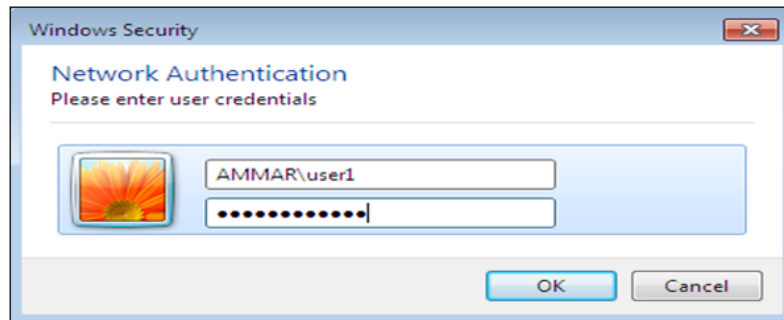 Windows Security
Network Authentication
Please enter user credentials
AMMAR\user1
••••••••••••
OK
Cancel